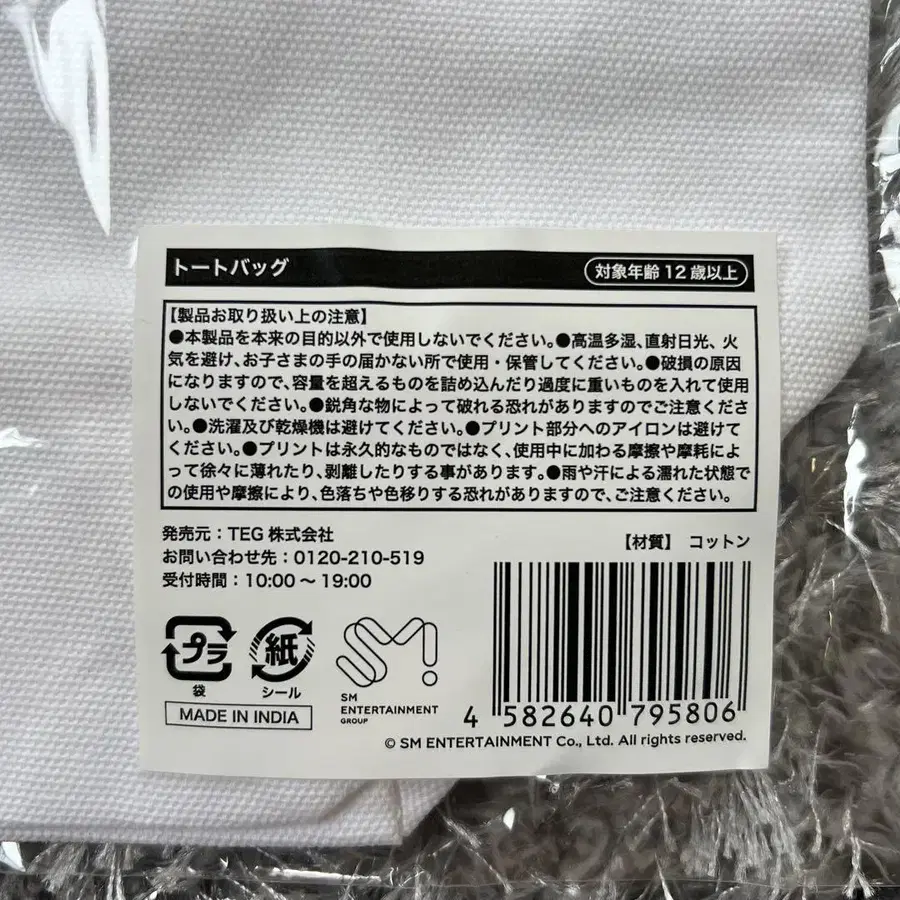 トートバッグ
対象年齢 12 歳以上
【製品お取り扱い上の注意】
●本製品を本来の目的以外で使用しないでください。●高温多湿、直射日光、火
気を避け、お子さまの手の届かない所で使用・保管してください。●破損の原因
になりますので、容量を超えるものを詰め込んだり過度に重いものを入れて使用
しないでください。●鋭角な物によって破れる恐れがありますのでご注意くださ
い。●洗濯及び乾燥機は避けてください。●プリント部分へのアイロンは避けて
ください。●プリントは永久的なものではなく、使用中に加わる摩擦や摩耗によ
って徐々に薄れたり、剥離したりする事があります。●雨や汗による濡れた状態で
の使用や摩擦により、色落ちや色移りする恐れがありますので、ご注意ください。
発売元：TEG 株式会社
お問い合わせ先：0120-210-519
受付時間：10:00 〜 19:00
【材質】 コットン
プラ
袋
紙
シール
MADE IN INDIA
SM
SM
ENTERTAINMENT
GROUP
4 582640 795806
© SM ENTERTAINMENT Co., Ltd. All rights reserved.